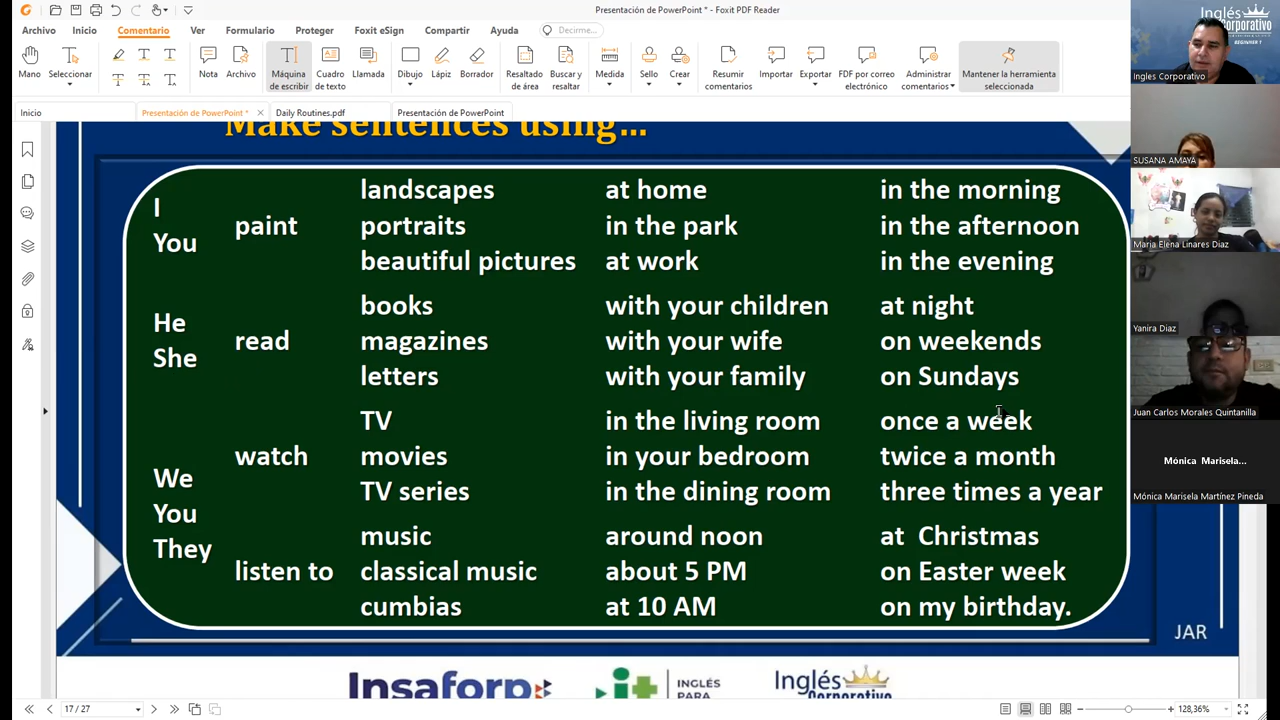 Presentación de PowerPoint * - Foxit PDF Reader
Archivo Inicio Comentario Ver Formulario Proteger Foxit eSign Compartir Ayuda Decirme...
Mano Seleccionar Nota Archivo Máquina de escribir Cuadro de texto Llamada Dibujo Lápiz Borrador Resaltado de área Buscar y resaltar Medida Sello Crear Resumir comentarios Importar Exportar PDF por correo electrónico Administrar comentarios Mantener la herramienta seleccionada
Inicio Presentación de PowerPoint * Daily Routines.pdf Presentación de PowerPoint
Make sentences using...
landscapes at home in the morning
I
paint portraits in the park in the afternoon
You
beautiful pictures at work in the evening
books with your children at night
He
read magazines with your wife on weekends
She
letters with your family on Sundays
TV in the living room once a week
watch movies in your bedroom twice a month
We
TV series in the dining room three times a year
You
music around noon at Christmas
They
listen to classical music about 5 PM on Easter week
cumbias at 10 AM on my birthday.
JAR
Insaforp
it INGLÉS
PARA
Inglés
Corporativo
17 / 27
128,36%
Inglés
Corporativo
BEGINNER 1
Ingles Corporativo
SUSANA AMAYA
Maria Elena Linares Diaz
Yanira Diaz
Juan Carlos Morales Quintanilla
Mónica Marisela...
Mónica Marisela Martínez Pineda